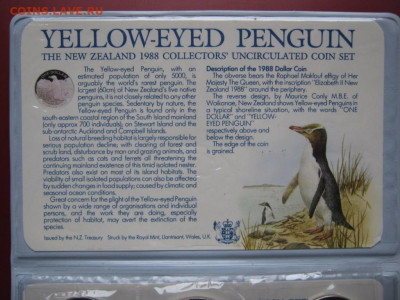 COINS.LAVE.RU
YELLOW-EYED PENGUIN
THE NEW ZEALAND 1988 COLLECTORS' UNCIRCULATED COIN SET
The Yellow-eyed Penguin, with an
estimated population of only 5000, is
arguably the world's rarest penguin. The
largest (60cm) of New Zealand's five native
penguins, it is not closely related to any other
penguin species. Sedentary by nature, the
Yellow-eyed Penguin is found only in the
south-eastern coastal region of the South Island mainland
(only approx 700 individuals), on Stewart Island and the
sub-antarctic Auckland and Campbell Islands.
Loss of natural breeding habitat is largely responsible for
serious population decline; with clearing of forest and
scrub land, disturbance by man and grazing animals, and
predators such as cats and ferrets all threatening the
continuing mainland existence of this timid isolated nester.
Predators also exist on most of its island habitats. The
viability of small isolated populations can also be affected
by sudden changes in food supply; caused by climatic and
seasonal ocean conditions.
Great concern for the plight of the Yellow-eyed Penguin
shown by a wide range of organisations and individual
persons, and the work they are doing, especially
protection of habitat, may avert the extinction of the
species.
Issued by the N.Z. Treasury Struck by the Royal Mint, Llantrisant, Wales, U.K.
Description of the 1988 Dollar Coin
The obverse bears the Raphael Maklouf effigy of Her
Majesty The Queen, with the inscription "Elizabeth II New
Zealand 1988" around the periphery.
The reverse design, by Maurice Conly M.B.E. of
Waikanae, New Zealand shows Yellow-eyed Penguins in
a typical shoreline situation, with the words "ONE
DOLLAR" and "YELLOW-
EYED PENGUIN"
respectively above and
below the design.
The edge of the coin
is grained.